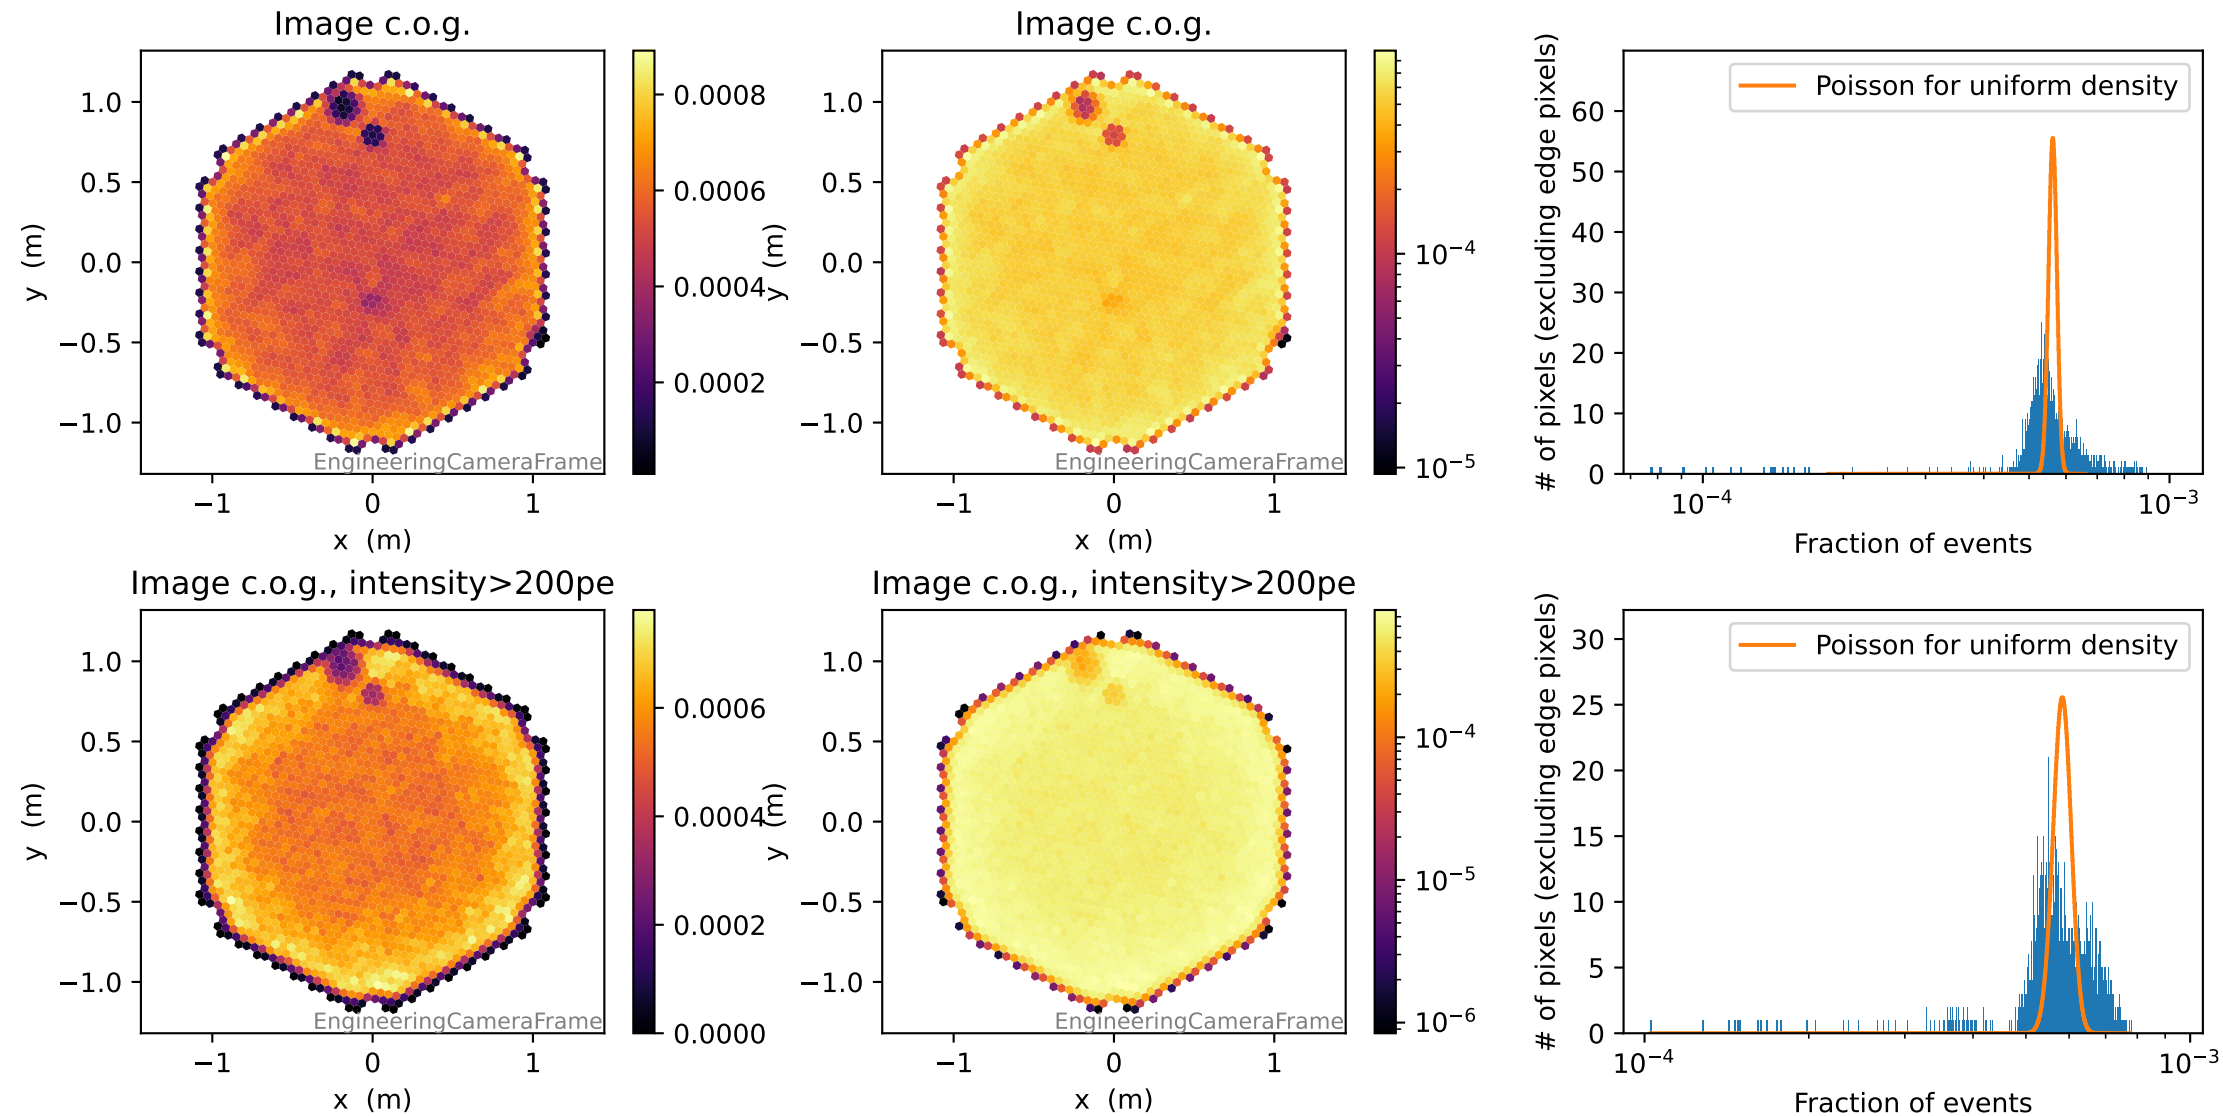 Image c.o.g.
1.0
0.5
0.0
−0.5
−1.0
y (m)
−1
0
1
x (m)
EngineeringCameraFrame
0.0008
0.0006
0.0004
0.0002
Image c.o.g.
1.0
0.5
0.0
−0.5
−1.0
y (m)
−1
0
1
x (m)
EngineeringCameraFrame
10⁻⁴
10⁻⁵
Poisson for uniform density
# of pixels (excluding edge pixels)
60
50
40
30
20
10
0
10⁻⁴
10⁻³
Fraction of events
Image c.o.g., intensity>200pe
1.0
0.5
0.0
−0.5
−1.0
y (m)
−1
0
1
x (m)
EngineeringCameraFrame
0.0006
0.0004
0.0002
0.0000
Image c.o.g., intensity>200pe
1.0
0.5
0.0
−0.5
−1.0
y (m)
−1
0
1
x (m)
EngineeringCameraFrame
10⁻⁴
10⁻⁵
10⁻⁶
Poisson for uniform density
# of pixels (excluding edge pixels)
30
25
20
15
10
5
0
10⁻⁴
10⁻³
Fraction of events